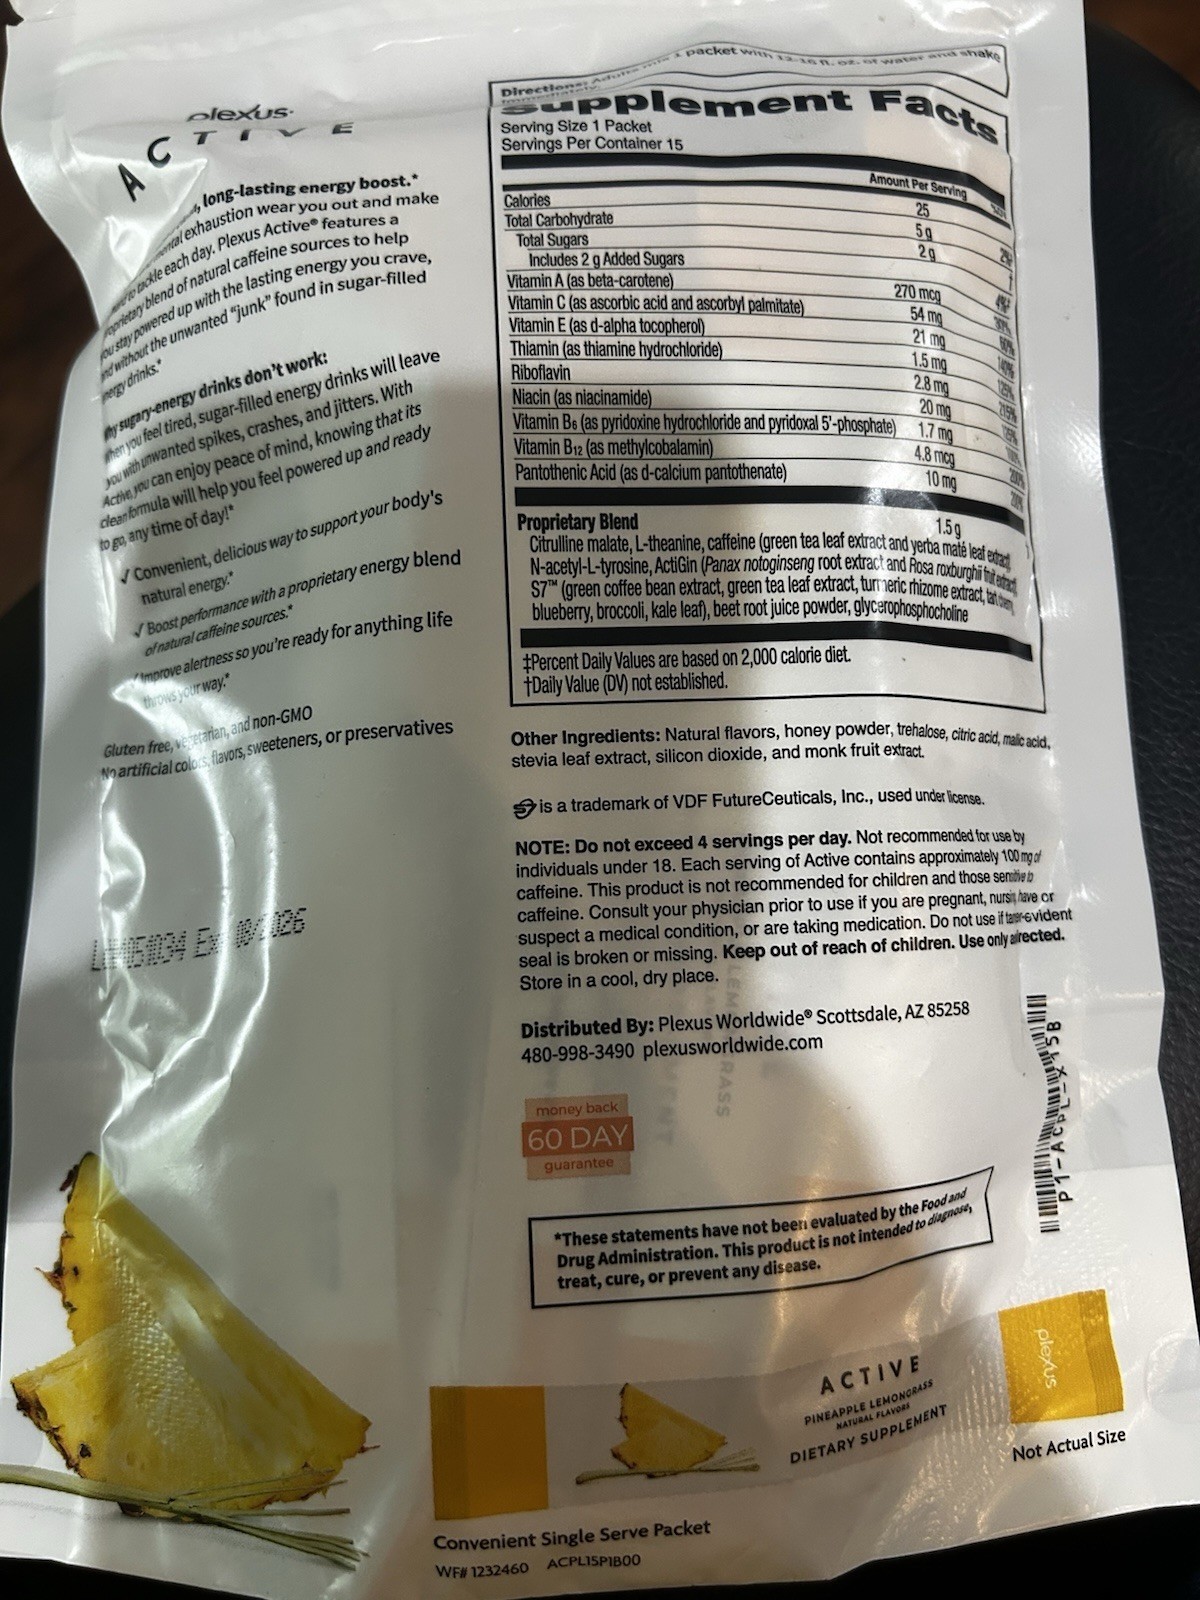 plexus
ACTIVE
long-lasting energy boost.*
exhaustion wear you out and make
tackle each day. Plexus Active® features a
proprietary blend of natural caffeine sources to help
you stay powered up with the lasting energy you crave,
and without the unwanted "junk" found in sugar-filled
energy drinks.*
Why sugary-energy drinks don't work:
When you feel tired, sugar-filled energy drinks will leave
you with unwanted spikes, crashes, and jitters. With
Active, you can enjoy peace of mind, knowing that its
clean formula will help you feel powered up and ready
to go, any time of day!*
✓ Convenient, delicious way to support your body's
natural energy.*
✓ Boost performance with a proprietary energy blend
of natural caffeine sources.*
✓ Improve alertness so you're ready for anything life
throws your way.*
Gluten free, vegetarian, and non-GMO
No artificial colors, flavors, sweeteners, or preservatives
Directions: Adults mix 1 packet with 12-16 fl. oz. of water and shake
immediately.
Supplement Facts
Serving Size 1 Packet
Servings Per Container 15
Amount Per Serving
Calories 25
Total Carbohydrate 5 g
Total Sugars 2 g
Includes 2 g Added Sugars
Vitamin A (as beta-carotene) 270 mcg
Vitamin C (as ascorbic acid and ascorbyl palmitate) 54 mg
Vitamin E (as d-alpha tocopherol) 21 mg
Thiamin (as thiamine hydrochloride) 1.5 mg
Riboflavin 2.8 mg
Niacin (as niacinamide) 20 mg
Vitamin B6 (as pyridoxine hydrochloride and pyridoxal 5'-phosphate) 1.7 mg
Vitamin B12 (as methylcobalamin) 4.8 mcg
Pantothenic Acid (as d-calcium pantothenate) 10 mg
Proprietary Blend 1.5 g
Citrulline malate, L-theanine, caffeine (green tea leaf extract and yerba maté leaf extract)
N-acetyl-L-tyrosine, ActiGin (Panax notoginseng root extract and Rosa roxburghii fruit extract)
S7™ (green coffee bean extract, green tea leaf extract, turmeric rhizome extract, tart cherry,
blueberry, broccoli, kale leaf), beet root juice powder, glycerophosphocholine
‡Percent Daily Values are based on 2,000 calorie diet.
†Daily Value (DV) not established.
Other Ingredients: Natural flavors, honey powder, trehalose, citric acid, malic acid,
stevia leaf extract, silicon dioxide, and monk fruit extract.
is a trademark of VDF FutureCeuticals, Inc., used under license.
NOTE: Do not exceed 4 servings per day. Not recommended for use by
individuals under 18. Each serving of Active contains approximately 100 mg of
caffeine. This product is not recommended for children and those sensitive to
caffeine. Consult your physician prior to use if you are pregnant, have or
suspect a medical condition, or are taking medication. Do not use if
seal is broken or missing. Keep out of reach of children. Use only
Store in a cool, dry place.
Distributed By: Plexus Worldwide® Scottsdale, AZ 85258
480-998-3490 plexusworldwide.com
money back
60 DAY
guarantee
P1-ACPL-X15B
*These statements have not been evaluated by the Food and
Drug Administration. This product is not intended to diagnose,
treat, cure, or prevent any disease.
ACTIVE
PINEAPPLE LEMONGRASS
NATURAL FLAVORS
DIETARY SUPPLEMENT
plexus
Not Actual Size
Convenient Single Serve Packet
WF# 1232460 ACPL15P1B00